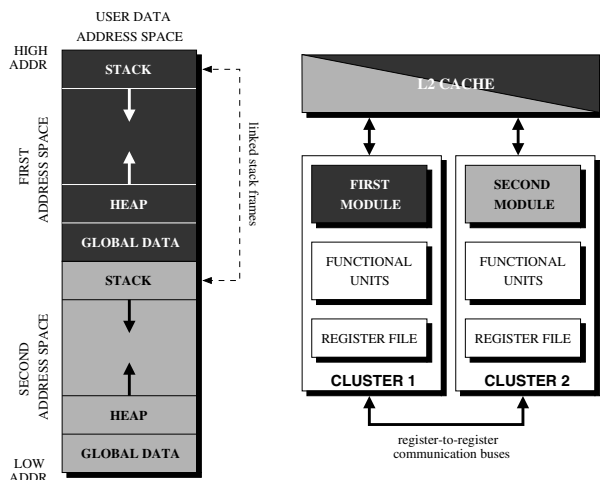 USER DATA
ADDRESS SPACE
HIGH
ADDR
STACK
FIRST
ADDRESS SPACE
HEAP
GLOBAL DATA
STACK
SECOND
ADDRESS SPACE
HEAP
GLOBAL DATA
LOW
ADDR
linked stack frames
L2 CACHE
FIRST
MODULE
FUNCTIONAL
UNITS
REGISTER FILE
CLUSTER 1
SECOND
MODULE
FUNCTIONAL
UNITS
REGISTER FILE
CLUSTER 2
register-to-register
communication buses